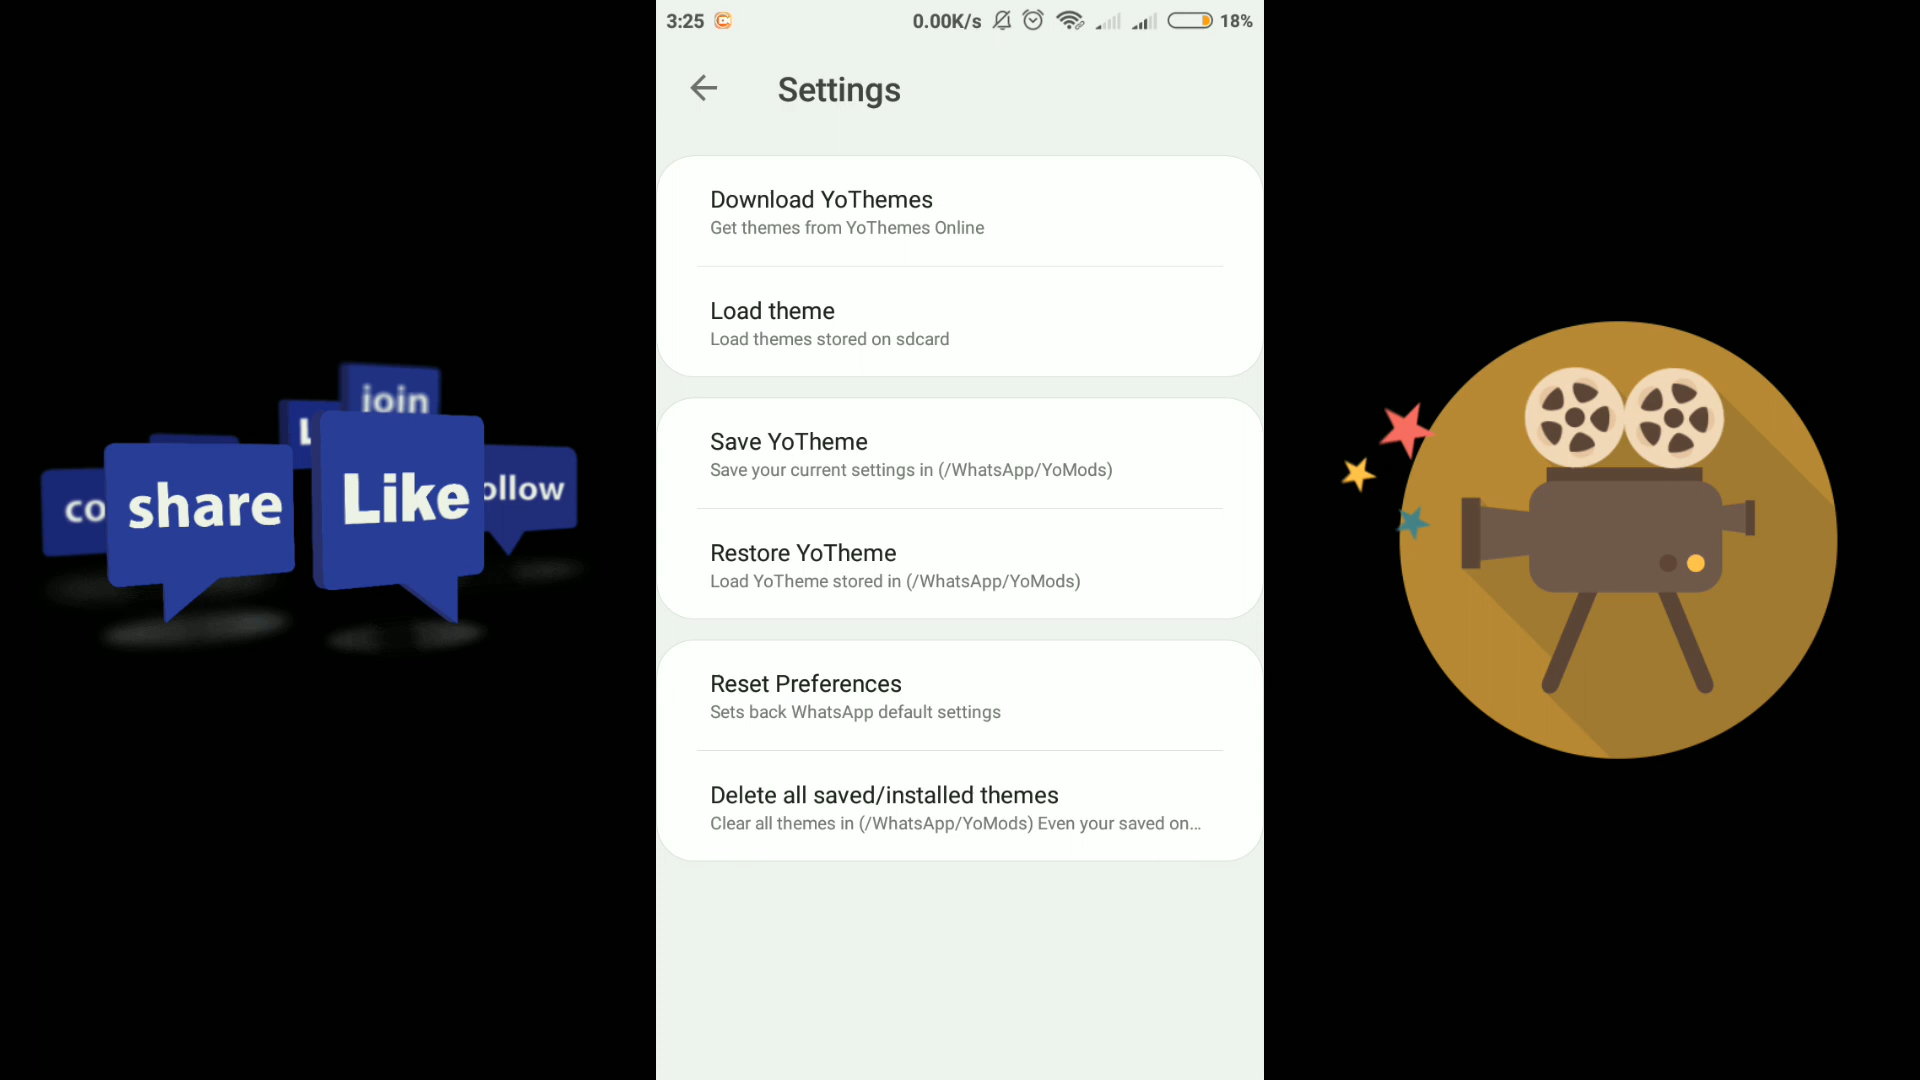 3:25
0.00K/s
18%
Settings
Download YoThemes
Get themes from YoThemes Online
Load theme
Load themes stored on sdcard
Save YoTheme
Save your current settings in (/WhatsApp/YoMods)
Restore YoTheme
Load YoTheme stored in (/WhatsApp/YoMods)
Reset Preferences
Sets back WhatsApp default settings
Delete all saved/installed themes
Clear all themes in (/WhatsApp/YoMods) Even your saved on...
join
L
co
share
Like
ollow